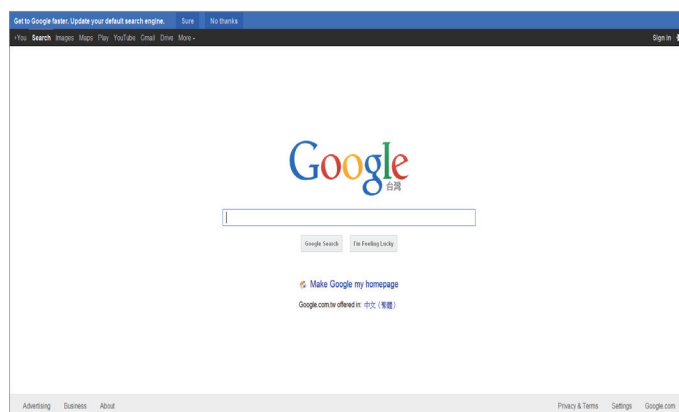 Get to Google faster. Update your default search engine. Sure No thanks
+You Search Images Maps Play YouTube Gmail Drive More Sign in
Google
台灣
Google Search I'm Feeling Lucky
Make Google my homepage
Google.com.tw offered in: 中文（繁體）
Advertising Business About Privacy & Terms Settings Google.com